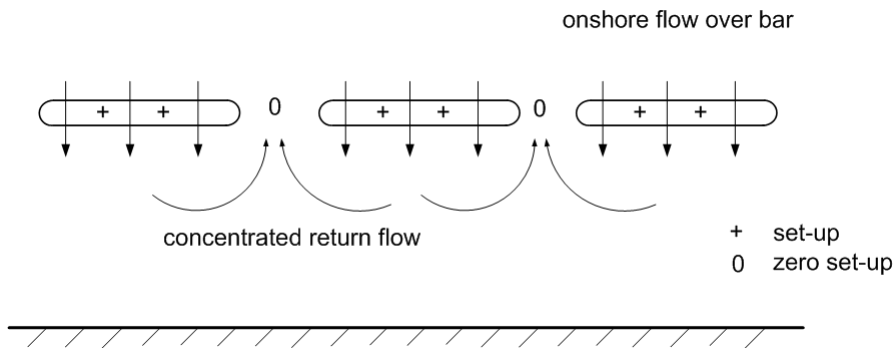 onshore flow over bar
+ + 0 + + 0 + +
concentrated return flow
+ set-up
0 zero set-up